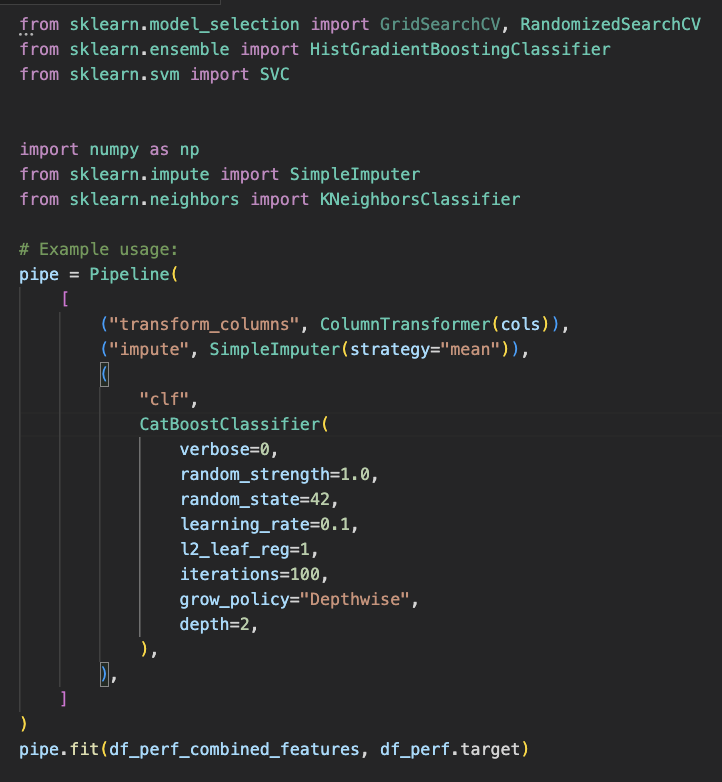 from sklearn.model_selection import GridSearchCV, RandomizedSearchCV
from sklearn.ensemble import HistGradientBoostingClassifier
from sklearn.svm import SVC
import numpy as np
from sklearn.impute import SimpleImputer
from sklearn.neighbors import KNeighborsClassifier
# Example usage:
pipe = Pipeline(
    [
        ("transform_columns", ColumnTransformer(cols)),
        ("impute", SimpleImputer(strategy="mean")),
        (
            "clf",
            CatBoostClassifier(
                verbose=0,
                random_strength=1.0,
                random_state=42,
                learning_rate=0.1,
                l2_leaf_reg=1,
                iterations=100,
                grow_policy="Depthwise",
                depth=2,
            ),
        ),
    ]
)
pipe.fit(df_perf_combined_features, df_perf.target)